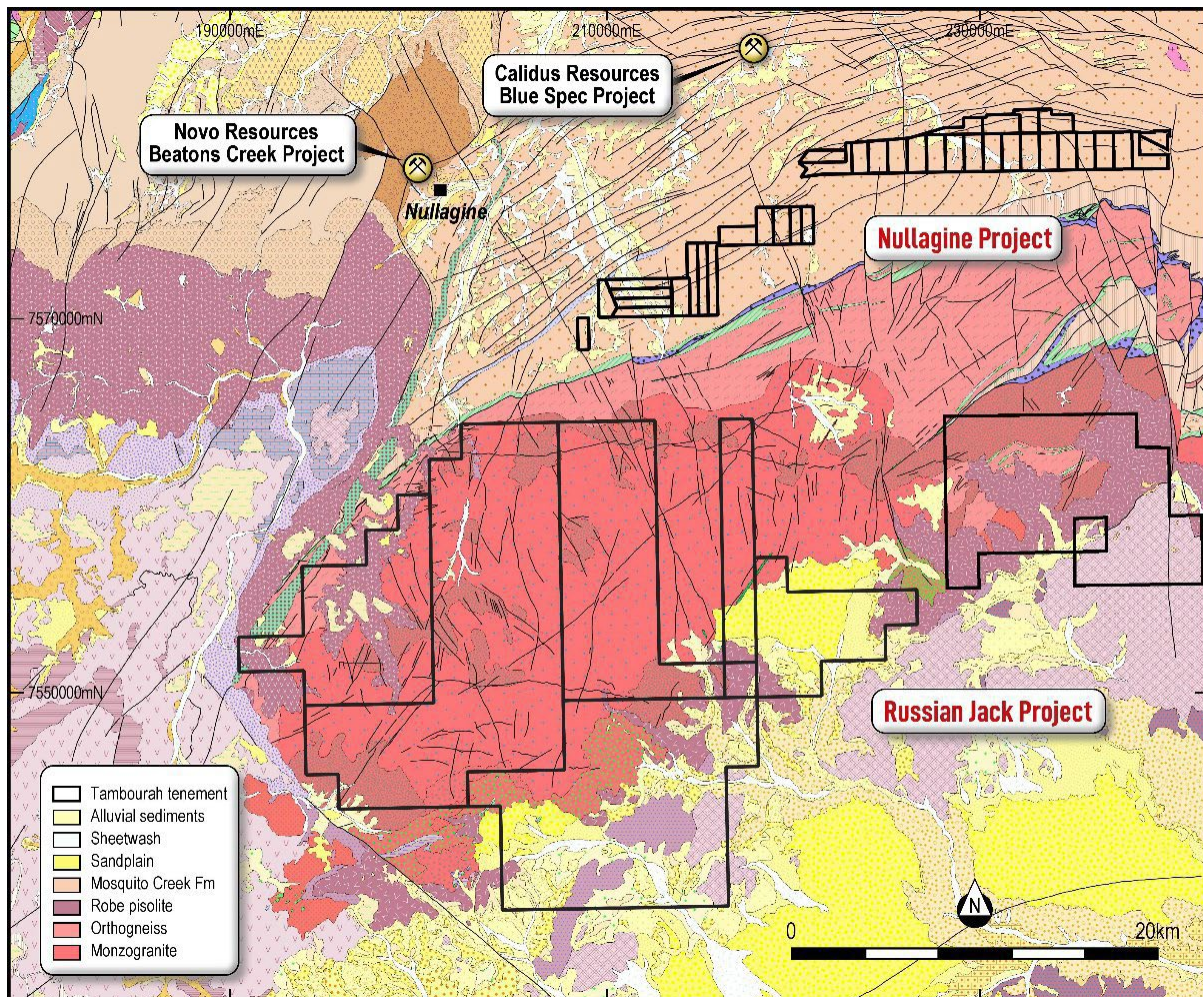 190000mE
210000mE
230000mE
Calidus Resources
Blue Spec Project
Novo Resources
Beatons Creek Project
Nullagine
Nullagine Project
7570000mN
7550000mN
Russian Jack Project
Tambourah tenement
Alluvial sediments
Sheetwash
Sandplain
Mosquito Creek Fm
Robe pisolite
Orthogneiss
Monzogranite
N
0
20km